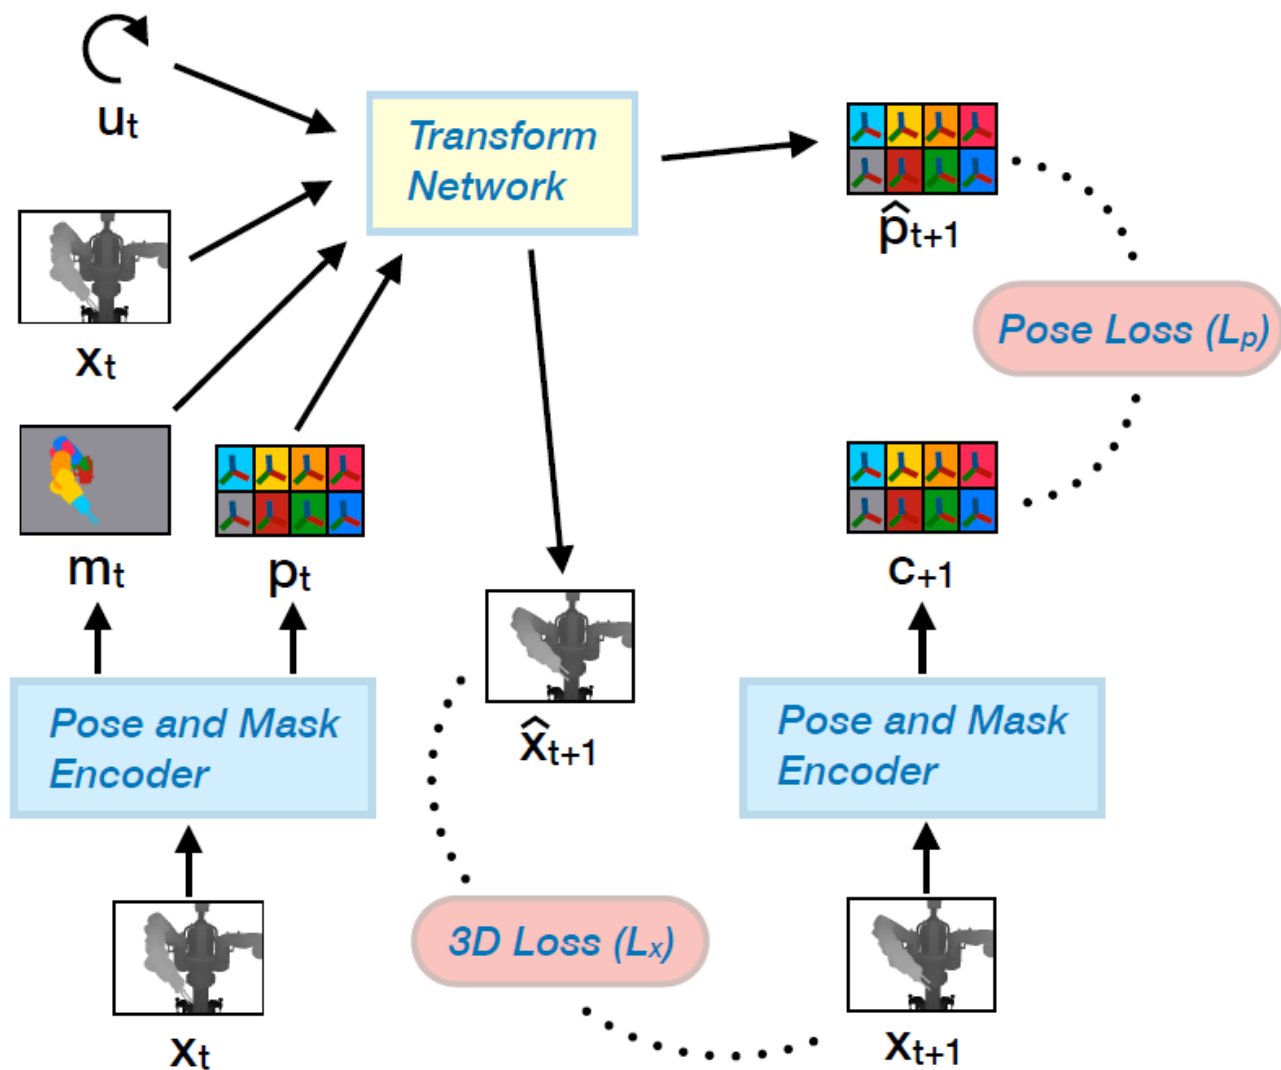 uₜ
Transform
Network
p̂ₜ₊₁
xₜ
Pose Loss (Lₚ)
mₜ
pₜ
c₊₁
x̂ₜ₊₁
Pose and Mask
Encoder
Pose and Mask
Encoder
3D Loss (Lₓ)
xₜ
xₜ₊₁